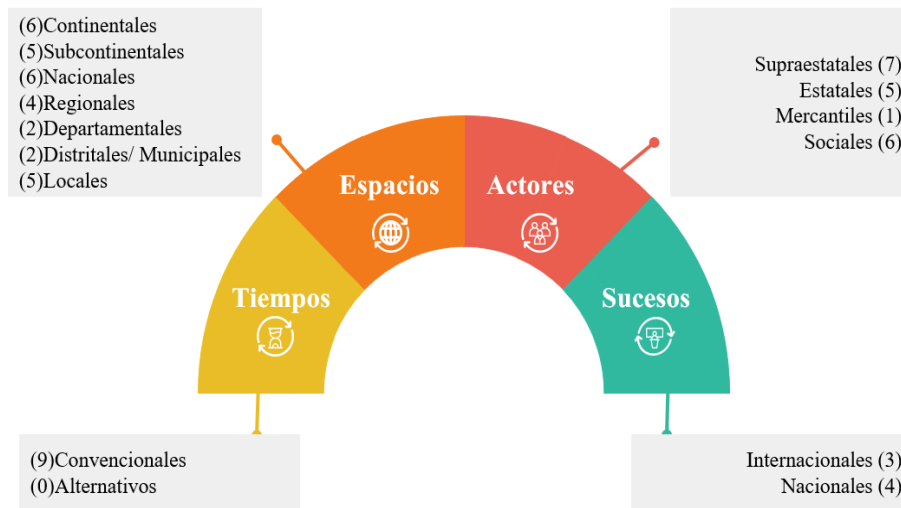 (6)Continentales
(5)Subcontinentales
(6)Nacionales
(4)Regionales
(2)Departamentales
(2)Distritales/ Municipales
(5)Locales
Supraestatales (7)
Estatales (5)
Mercantiles (1)
Sociales (6)
Espacios
Actores
Tiempos
Sucesos
(9)Convencionales
(0)Alternativos
Internacionales (3)
Nacionales (4)